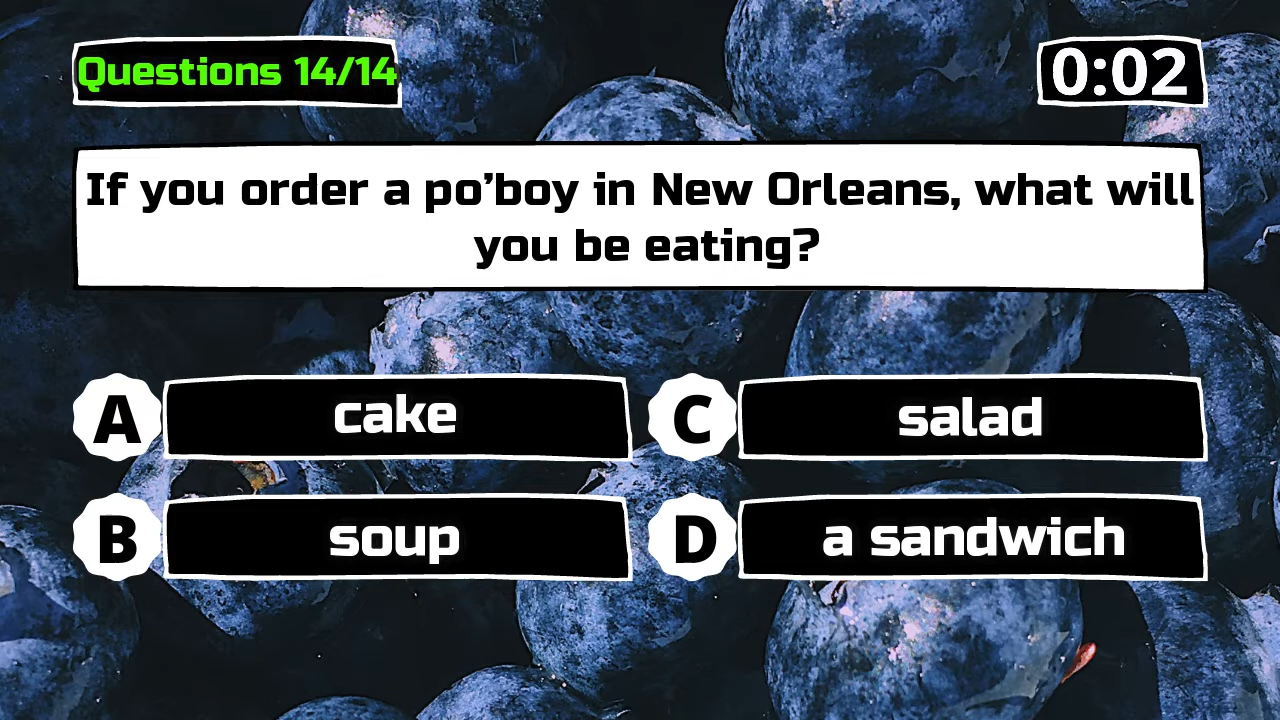 Questions 14/14
0:02
If you order a po’boy in New Orleans, what will
you be eating?
A cake
C salad
B soup
D a sandwich